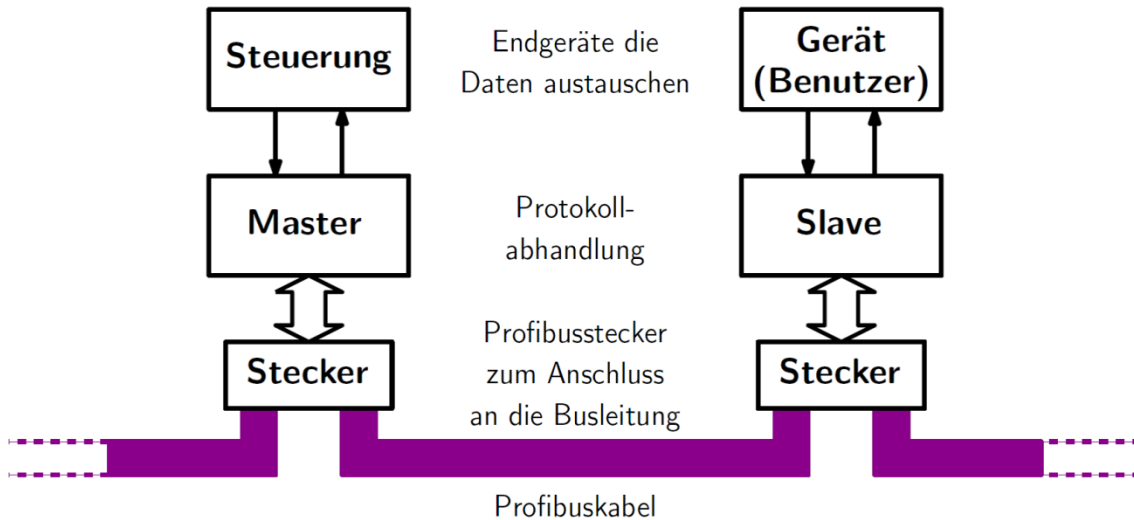 Steuerung
Endgeräte die
Daten austauschen
Gerät
(Benutzer)
Master
Protokoll-
abhandlung
Slave
Stecker
Profibusstecker
zum Anschluss
an die Busleitung
Stecker
Profibuskabel